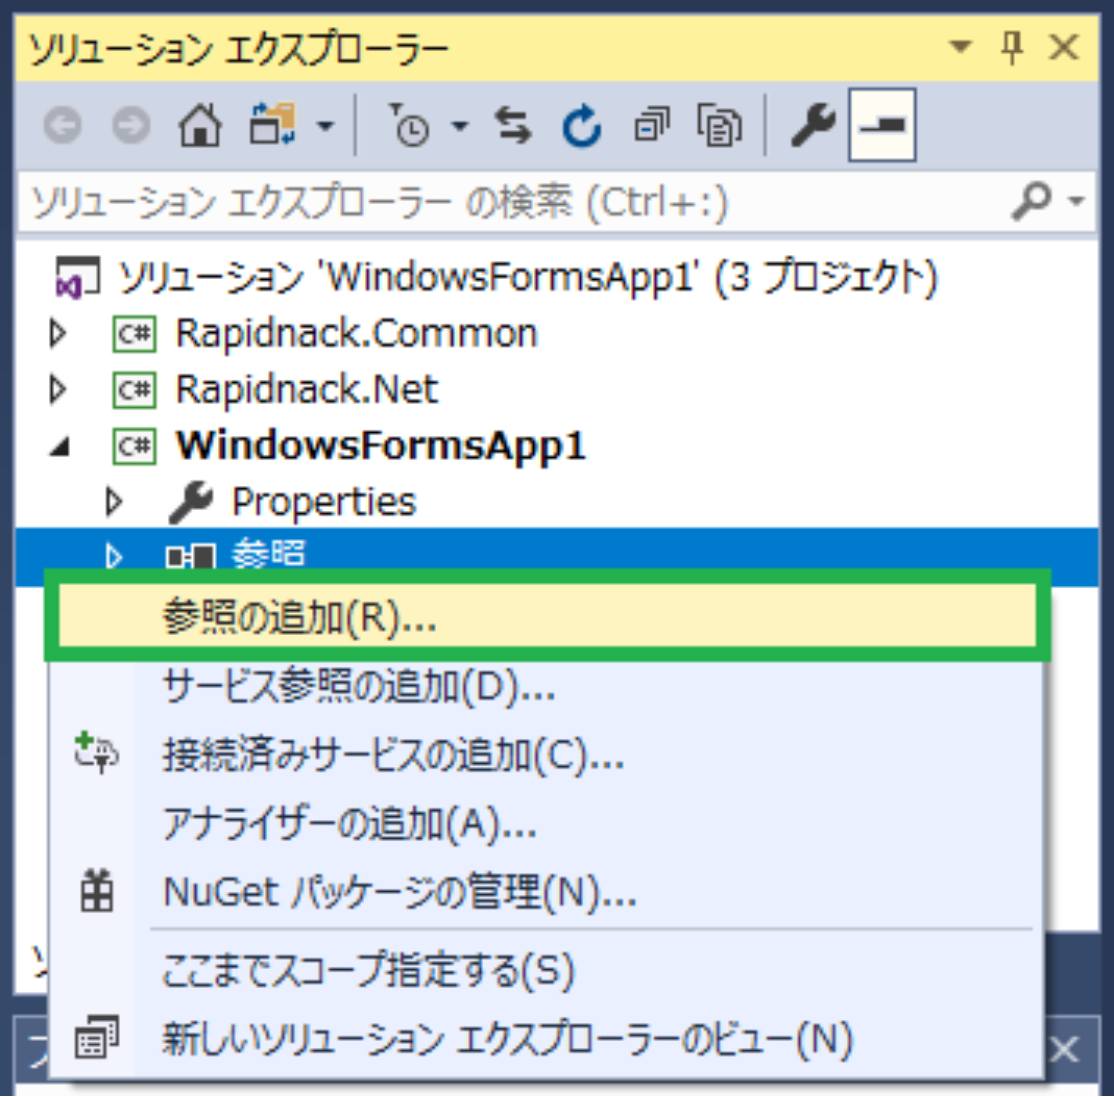 ソリューション エクスプローラー
ソリューション エクスプローラー の検索 (Ctrl+:)
ソリューション 'WindowsFormsApp1' (3 プロジェクト)
C# Rapidnack.Common
C# Rapidnack.Net
C# WindowsFormsApp1
Properties
参照
参照の追加(R)...
サービス参照の追加(D)...
接続済みサービスの追加(C)...
アナライザーの追加(A)...
NuGet パッケージの管理(N)...
ここまでスコープ指定する(S)
新しいソリューション エクスプローラーのビュー(N)